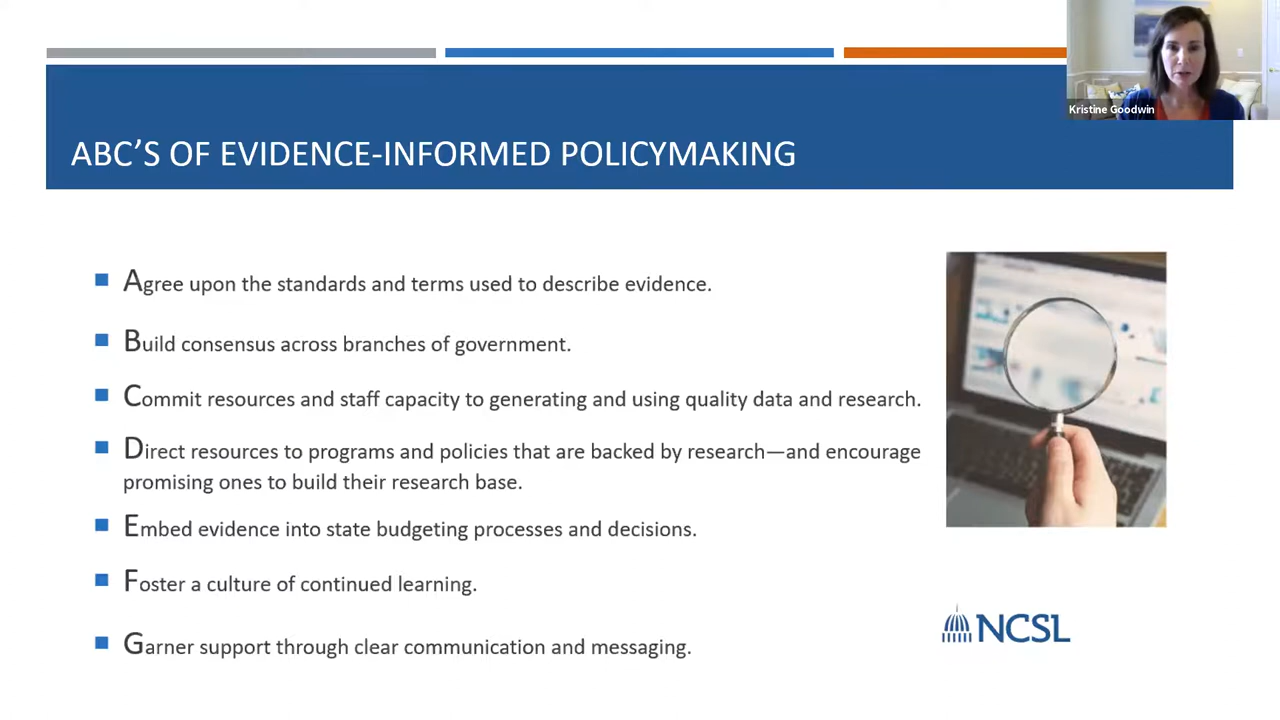 Kristine Goodwin
ABC'S OF EVIDENCE-INFORMED POLICYMAKING
Agree upon the standards and terms used to describe evidence.
Build consensus across branches of government.
Commit resources and staff capacity to generating and using quality data and research.
Direct resources to programs and policies that are backed by research—and encourage
promising ones to build their research base.
Embed evidence into state budgeting processes and decisions.
Foster a culture of continued learning.
Garner support through clear communication and messaging.
NCSL